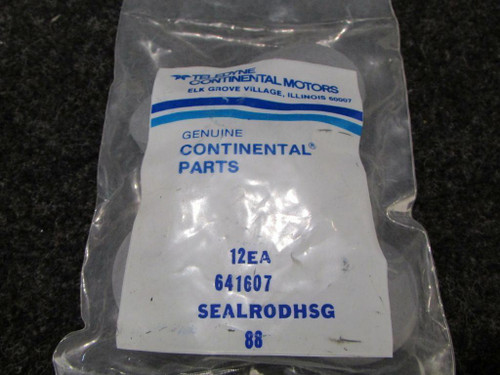 TELEDYNE
CONTINENTAL MOTORS
ELK GROVE VILLAGE, ILLINOIS 60007
GENUINE
CONTINENTAL®
PARTS
12EA
641607
SEALRODHSG
88